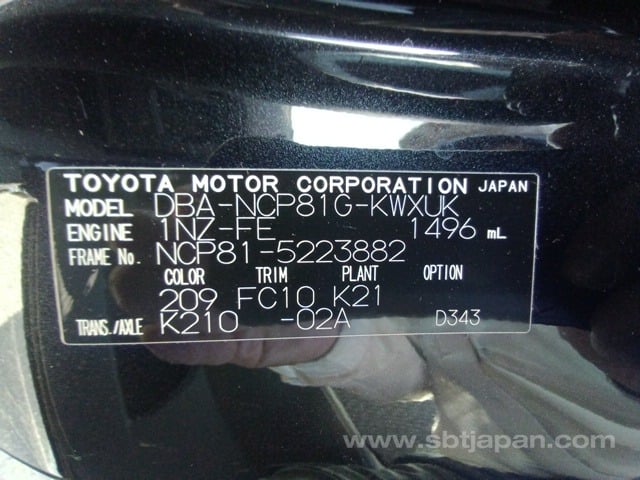 TOYOTA MOTOR CORPORATION JAPAN
MODEL DBA-NCP81G-KWXUK
ENGINE 1NZ-FE 1496 mL
FRAME No. NCP81-5223882
COLOR TRIM PLANT OPTION
209 FC10 K21
TRANS./AXLE K210 -02A D343
www.sbtjapan.com